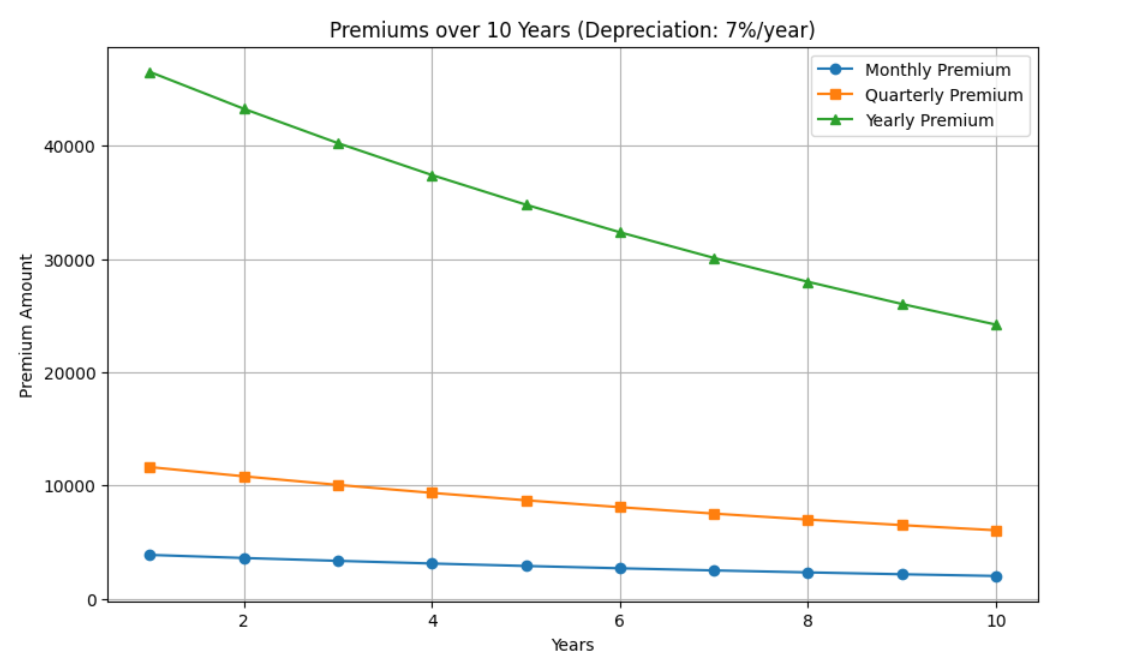 Premiums over 10 Years (Depreciation: 7%/year)
Monthly Premium
Quarterly Premium
Yearly Premium
Premium Amount
40000
30000
20000
10000
0
2 4 6 8 10
Years